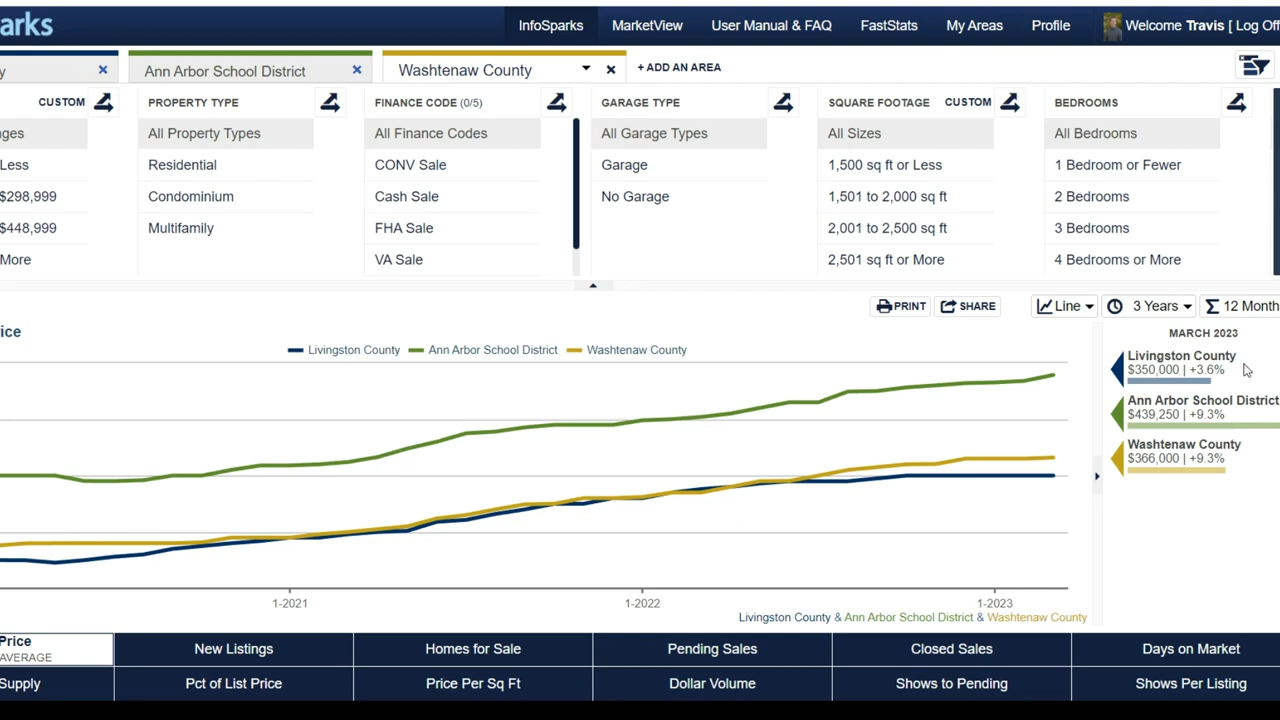 arks
InfoSparks
MarketView
User Manual & FAQ
FastStats
My Areas
Profile
Welcome Travis [ Log Off
y
Ann Arbor School District
Washtenaw County
+ ADD AN AREA
CUSTOM
PROPERTY TYPE
FINANCE CODE (0/5)
GARAGE TYPE
SQUARE FOOTAGE
CUSTOM
BEDROOMS
nges
All Property Types
All Finance Codes
All Garage Types
All Sizes
All Bedrooms
Less
Residential
CONV Sale
Garage
1,500 sq ft or Less
1 Bedroom or Fewer
$298,999
Condominium
Cash Sale
No Garage
1,501 to 2,000 sq ft
2 Bedrooms
$448,999
Multifamily
FHA Sale
2,001 to 2,500 sq ft
3 Bedrooms
More
VA Sale
2,501 sq ft or More
4 Bedrooms or More
PRINT
SHARE
Line
3 Years
12 Month
ice
MARCH 2023
Livingston County
Ann Arbor School District
Washtenaw County
Livingston County
$350,000 | +3.6%
Ann Arbor School District
$439,250 | +9.3%
Washtenaw County
$366,000 | +9.3%
1-2021
1-2022
1-2023
Livingston County & Ann Arbor School District & Washtenaw County
Price
AVERAGE
New Listings
Homes for Sale
Pending Sales
Closed Sales
Days on Market
Supply
Pct of List Price
Price Per Sq Ft
Dollar Volume
Shows to Pending
Shows Per Listing